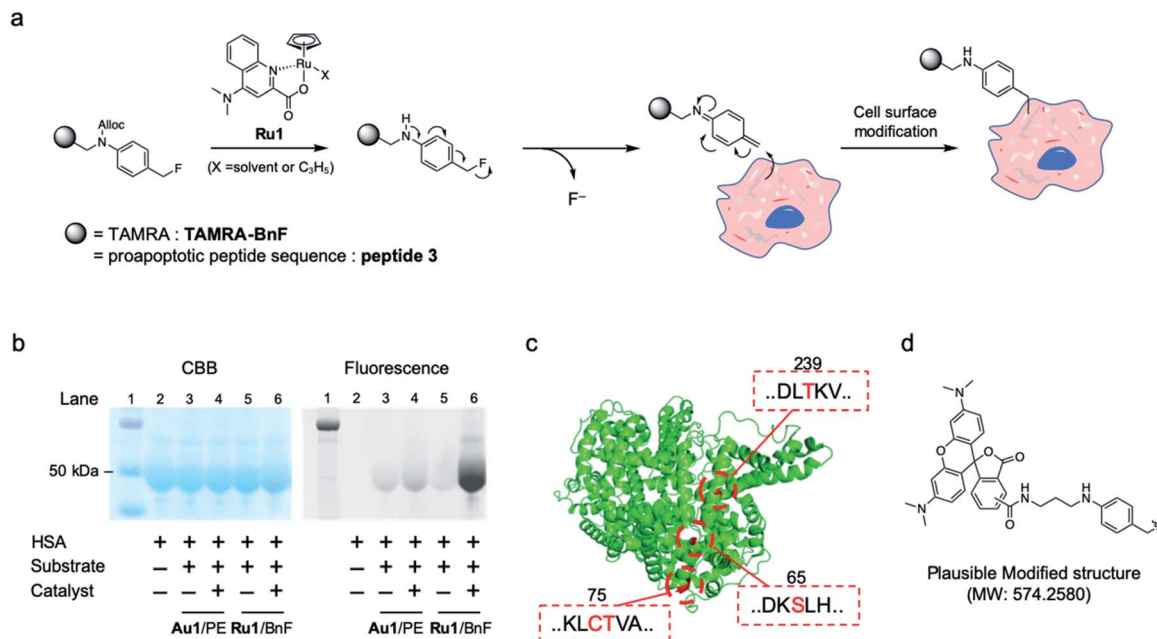 a
Ru
N
X
O
N
O
Alloc
N
F
Ru1
(X =solvent or C₃H₅)
H
N
F
F⁻
N
Cell surface
modification
H
N
= TAMRA : TAMRA-BnF
= proapoptotic peptide sequence : peptide 3
b
CBB
Fluorescence
Lane
1 2 3 4 5 6
1 2 3 4 5 6
50 kDa –
HSA + + + + + + + + + +
Substrate – + + + + – + + + +
Catalyst – – + – + – – + – +
Au1/PE Ru1/BnF
Au1/PE Ru1/BnF
c
239
..DLTKV..
65
..DKSLH..
75
..KLCTVA..
d
N
O
O
O
N
O
H
N
H
N
Plausible Modified structure
(MW: 574.2580)